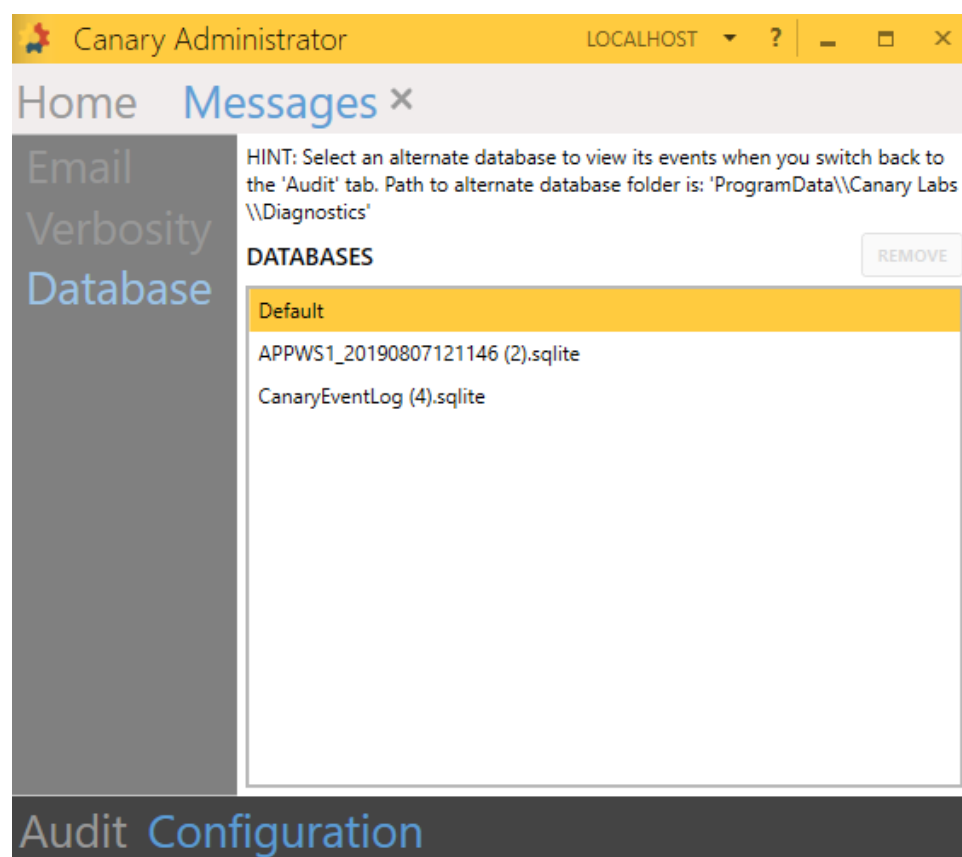 Canary Administrator LOCALHOST ?
Home Messages ×
Email
Verbosity
Database
HINT: Select an alternate database to view its events when you switch back to
the 'Audit' tab. Path to alternate database folder is: 'ProgramData\\Canary Labs
\\Diagnostics'
DATABASES REMOVE
Default
APPWS1_20190807121146 (2).sqlite
CanaryEventLog (4).sqlite
Audit Configuration